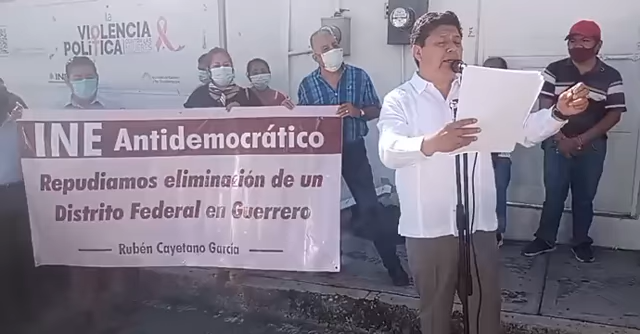 VIOLENCIA
POLÍTICA
INE Antidemocrático
Repudiamos eliminación de un
Distrito Federal en Guerrero
Rubén Cayetano García